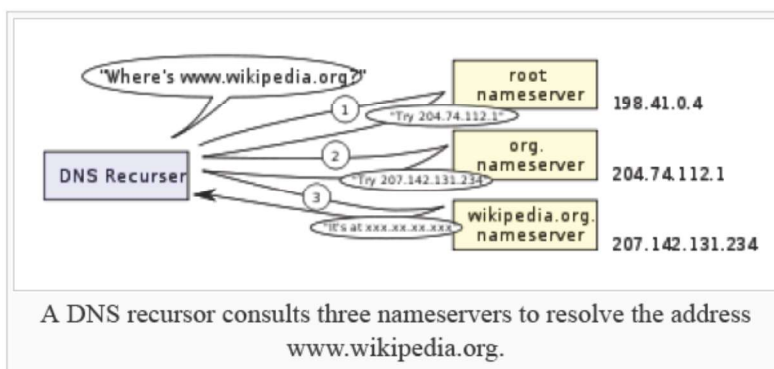 "Where's www.wikipedia.org?"
root
nameserver
198.41.0.4
1
"Try 204.74.112.1"
org.
nameserver
204.74.112.1
2
"Try 207.142.131.234"
DNS Recurser
3
wikipedia.org.
nameserver
207.142.131.234
"It's at xxx.xx.xx.xxx"
A DNS recursor consults three nameservers to resolve the address
www.wikipedia.org.